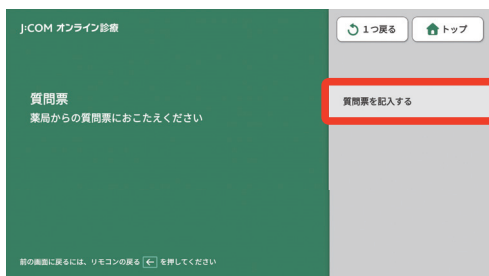 J:COM オンライン診療
1つ戻る
トップ
質問票
薬局からの質問票におこたえください
質問票を記入する
前の画面に戻るには、リモコンの戻る ← を押してください